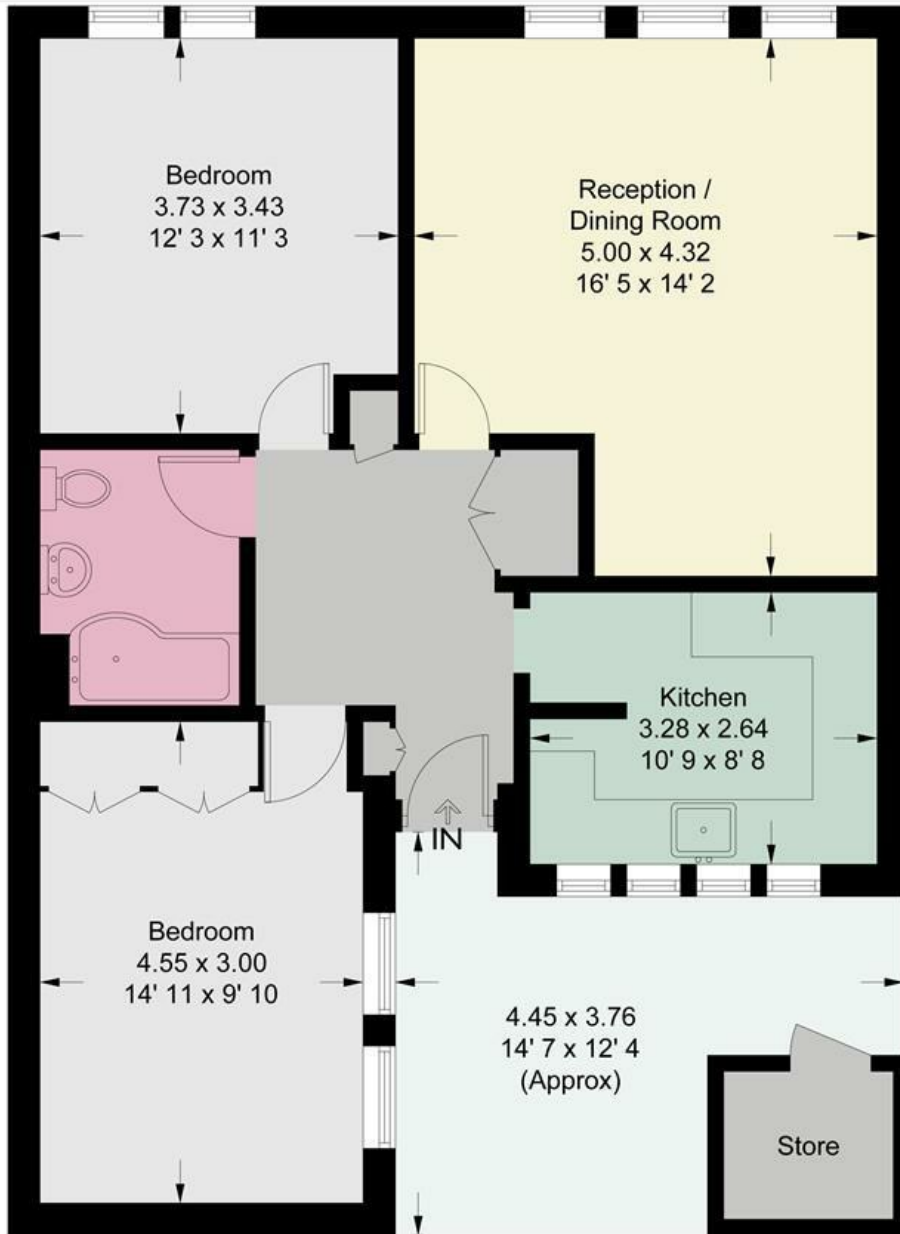 Bedroom
3.73 x 3.43
12' 3 x 11' 3
Reception /
Dining Room
5.00 x 4.32
16' 5 x 14' 2
Kitchen
3.28 x 2.64
10' 9 x 8' 8
IN
Bedroom
4.55 x 3.00
14' 11 x 9' 10
4.45 x 3.76
14' 7 x 12' 4
(Approx)
Store